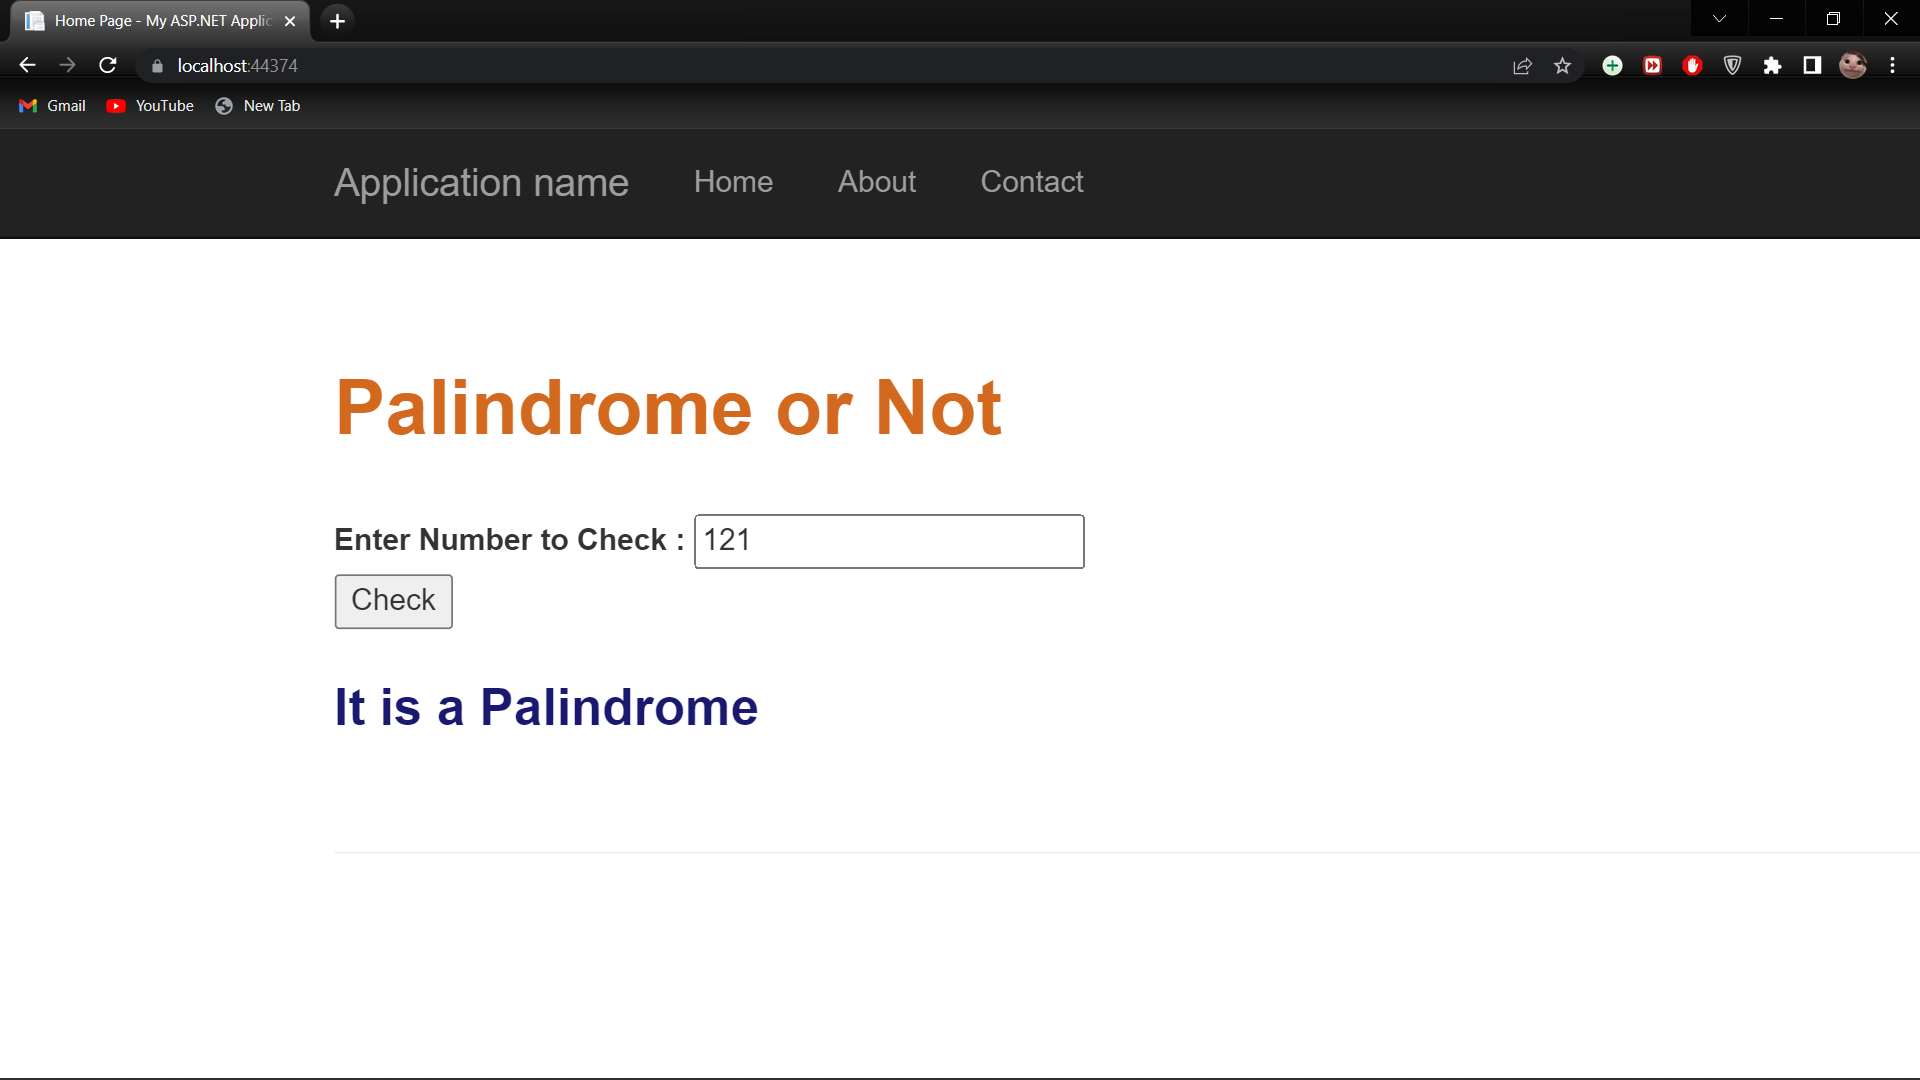 Home Page - My ASP.NET Applic
localhost:44374
Gmail YouTube New Tab
Application name Home About Contact
Palindrome or Not
Enter Number to Check : 121
Check
It is a Palindrome